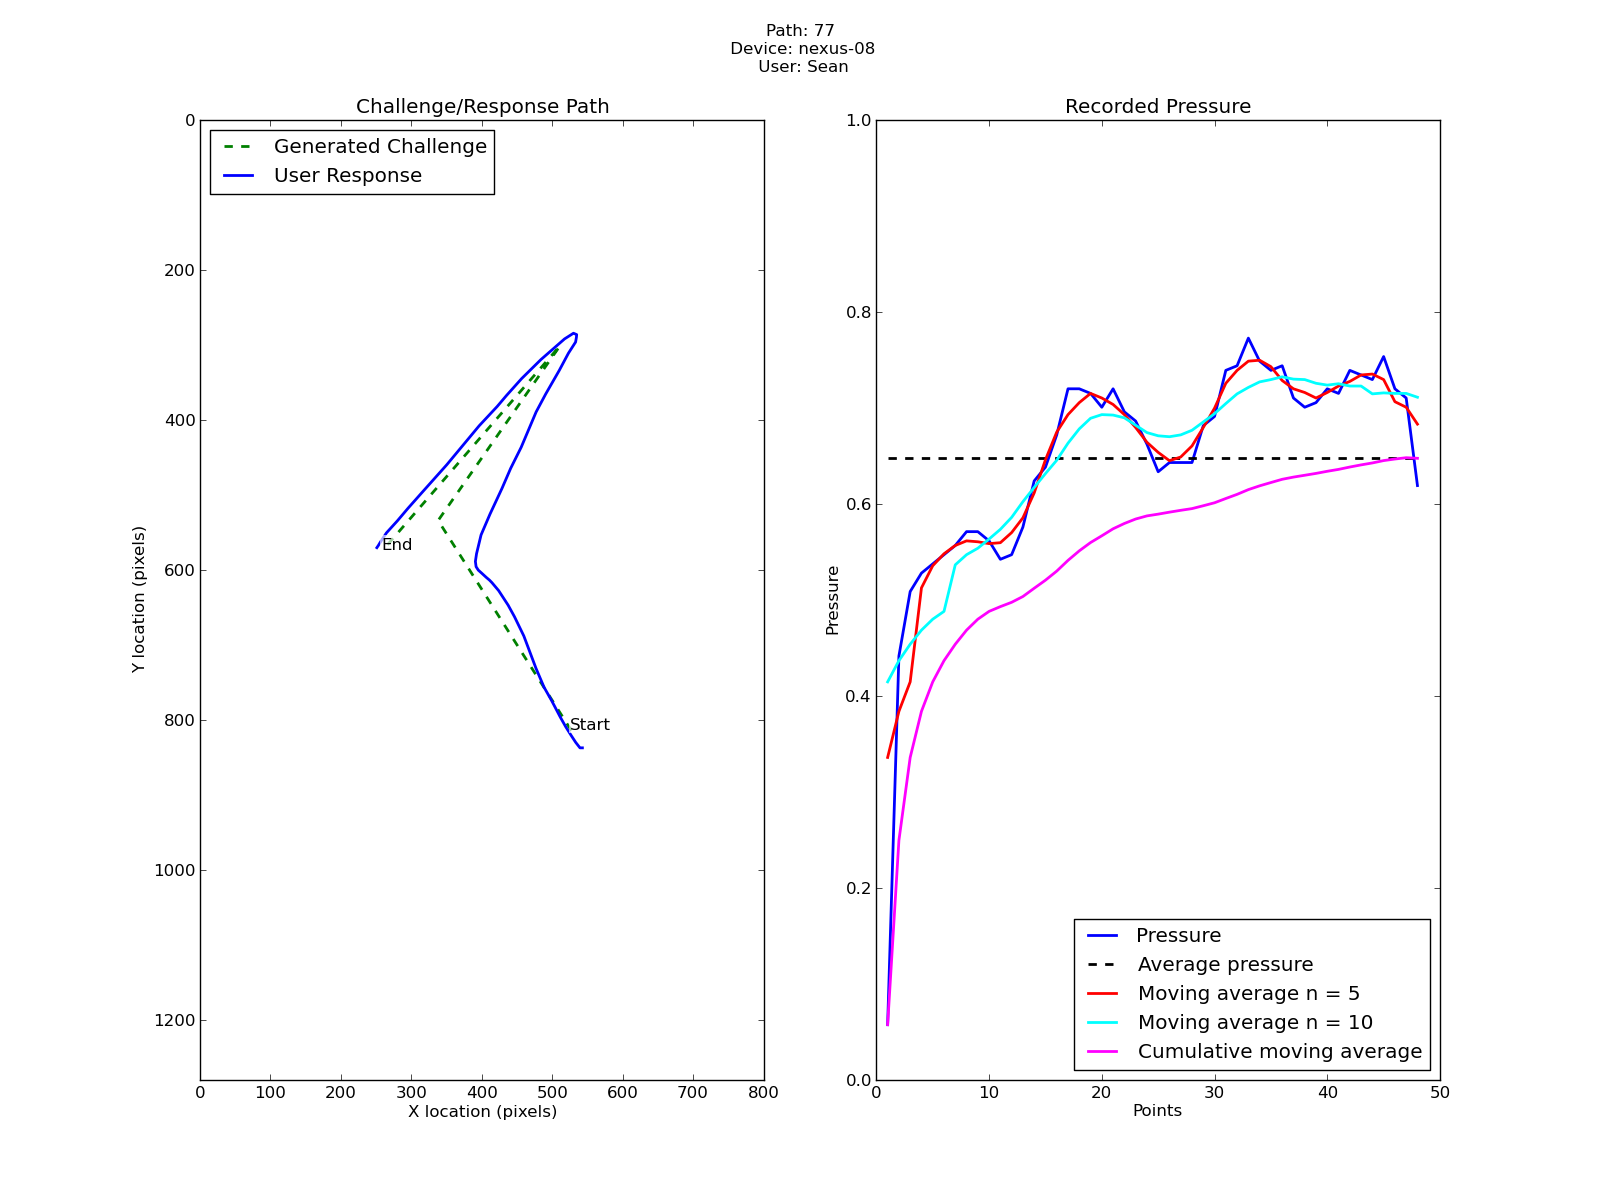 Path: 77
Device: nexus-08
User: Sean
Challenge/Response Path
Generated Challenge
User Response
0
200
400
600
800
1000
1200
Y location (pixels)
End
Start
0 100 200 300 400 500 600 700 800
X location (pixels)
Recorded Pressure
1.0
0.8
0.6
0.4
0.2
0.0
Pressure
Pressure
Average pressure
Moving average n = 5
Moving average n = 10
Cumulative moving average
0 10 20 30 40 50
Points